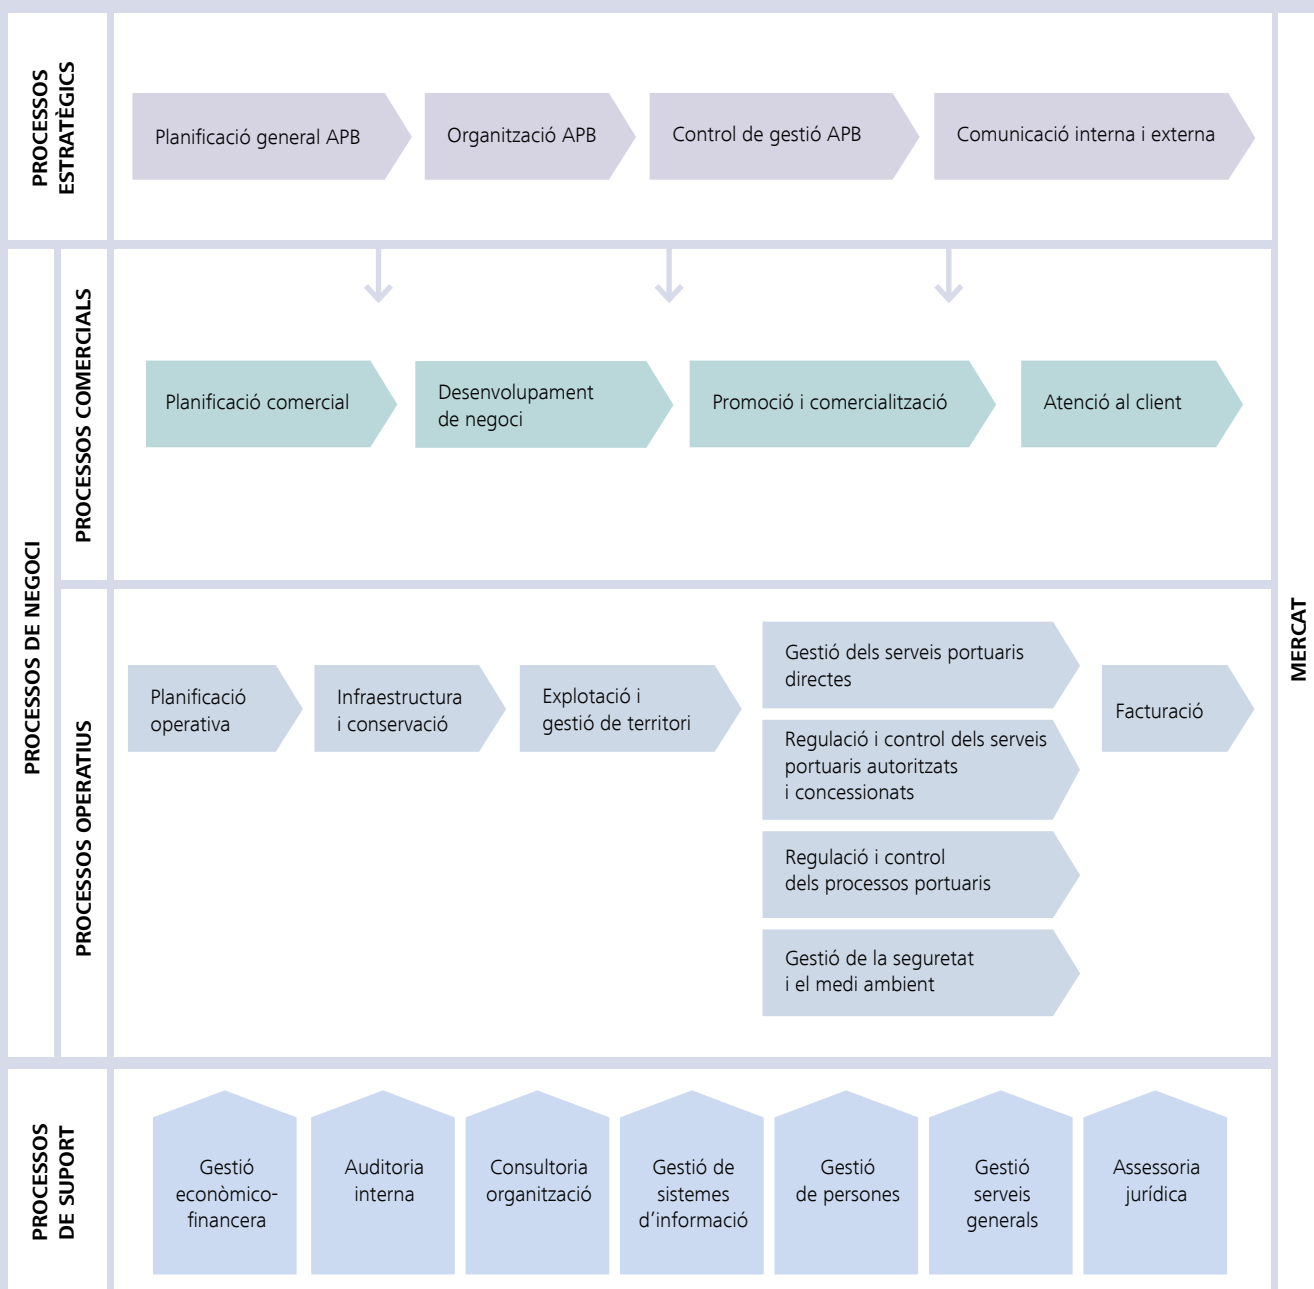 PROCESSOS
ESTRATÈGICS
Planificació general APB
Organització APB
Control de gestió APB
Comunicació interna i externa
PROCESSOS DE NEGOCI
PROCESSOS COMERCIALS
Planificació comercial
Desenvolupament
de negoci
Promoció i comercialització
Atenció al client
PROCESSOS OPERATIUS
Planificació
operativa
Infraestructura
i conservació
Explotació i
gestió de territori
Gestió dels serveis portuaris
directes
Regulació i control dels serveis
portuaris autoritzats
i concessionats
Regulació i control
dels processos portuaris
Gestió de la seguretat
i el medi ambient
Facturació
MERCAT
PROCESSOS
DE SUPORT
Gestió
econòmico-
financera
Auditoria
interna
Consultoria
organització
Gestió de
sistemes
d’informació
Gestió
de persones
Gestió
serveis
generals
Assessoria
jurídica